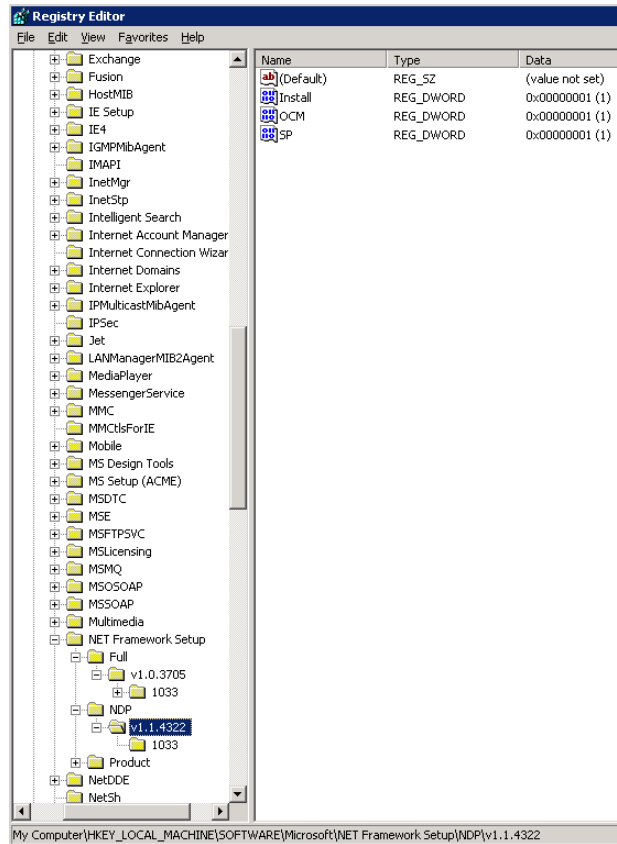 Registry Editor
File Edit View Favorites Help
Exchange
Fusion
HostMIB
IE Setup
IE4
IGMPMibAgent
IMAPI
InetMgr
InetStp
Intelligent Search
Internet Account Manager
Internet Connection Wizar
Internet Domains
Internet Explorer
IPMulticastMibAgent
IPSec
Jet
LANManagerMIB2Agent
MediaPlayer
MessengerService
MMC
MMCtlsForIE
Mobile
MS Design Tools
MS Setup (ACME)
MSDTC
MSE
MSFTPSVC
MSLicensing
MSMQ
MSOSOAP
MSSOAP
Multimedia
NET Framework Setup
Full
v1.0.3705
1033
NDP
v1.1.4322
1033
Product
NetDDE
NetSh
Name Type Data
(Default) REG_SZ (value not set)
Install REG_DWORD 0x00000001 (1)
OCM REG_DWORD 0x00000001 (1)
SP REG_DWORD 0x00000001 (1)
My Computer\HKEY_LOCAL_MACHINE\SOFTWARE\Microsoft\NET Framework Setup\NDP\v1.1.4322